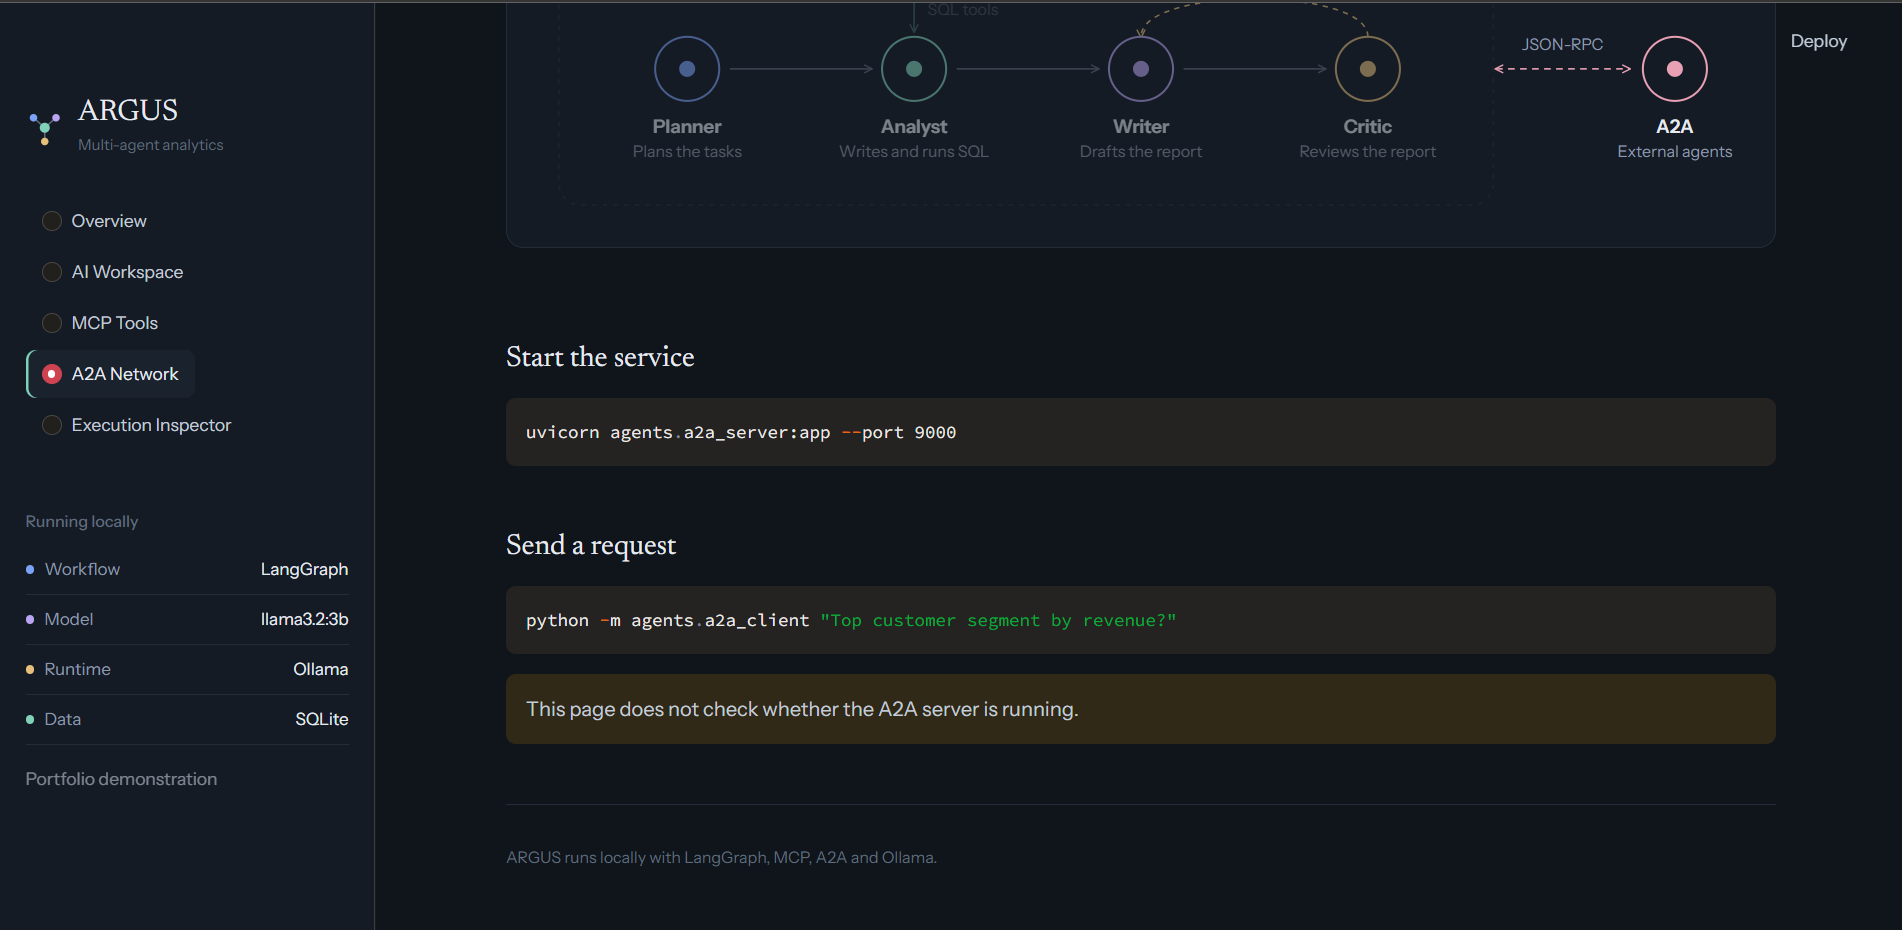 SQL tools
JSON-RPC
Deploy
Planner
Plans the tasks
Analyst
Writes and runs SQL
Writer
Drafts the report
Critic
Reviews the report
A2A
External agents
ARGUS
Multi-agent analytics
Overview
AI Workspace
MCP Tools
A2A Network
Execution Inspector
Running locally
Workflow LangGraph
Model llama3.2:3b
Runtime Ollama
Data SQLite
Portfolio demonstration
Start the service
uvicorn agents.a2a_server:app --port 9000
Send a request
python -m agents.a2a_client "Top customer segment by revenue?"
This page does not check whether the A2A server is running.
ARGUS runs locally with LangGraph, MCP, A2A and Ollama.